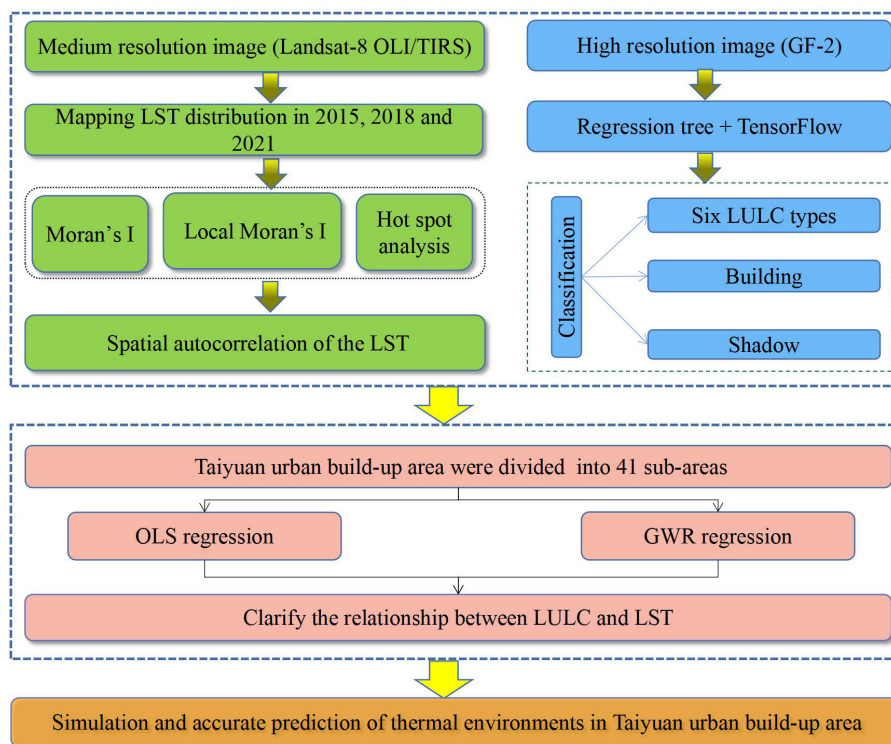 Medium resolution image (Landsat-8 OLI/TIRS)
Mapping LST distribution in 2015, 2018 and
2021
Moran's I
Local Moran's I
Hot spot
analysis
Spatial autocorrelation of the LST
High resolution image (GF-2)
Regression tree + TensorFlow
Classification
Six LULC types
Building
Shadow
Taiyuan urban build-up area were divided into 41 sub-areas
OLS regression
GWR regression
Clarify the relationship between LULC and LST
Simulation and accurate prediction of thermal environments in Taiyuan urban build-up area